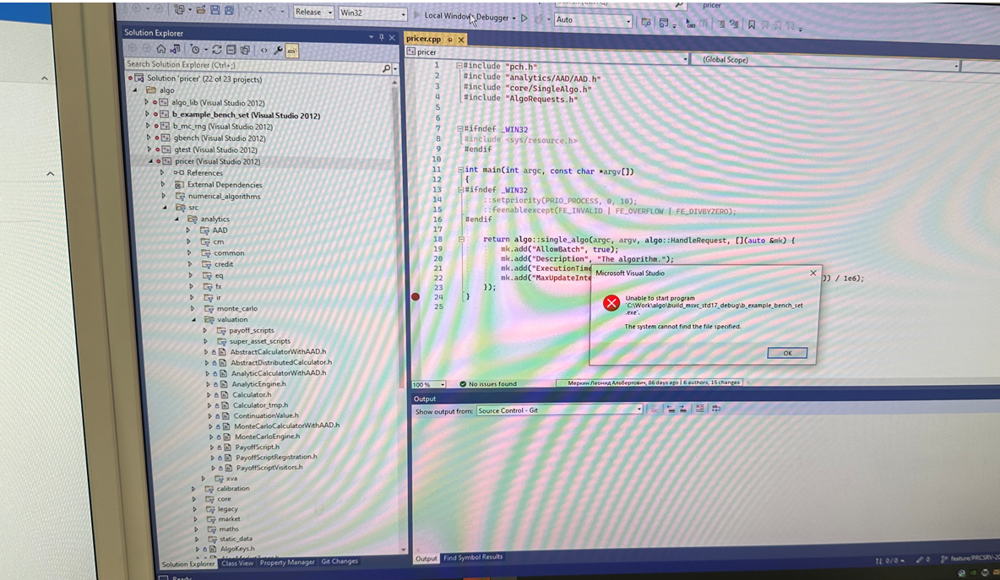 pricer
Release
Win32
Local Windows Debugger
Auto
Solution Explorer
Search Solution Explorer (Ctrl+;)
Solution 'pricer' (22 of 23 projects)
algo
algo_lib (Visual Studio 2012)
b_example_bench_set (Visual Studio 2012)
b_mc_rng (Visual Studio 2012)
gbench (Visual Studio 2012)
gtest (Visual Studio 2012)
pricer (Visual Studio 2012)
References
External Dependencies
numerical_algorithms
src
analytics
AAD
cm
common
credit
eq
fx
ir
monte_carlo
valuation
payoff_scripts
super_asset_scripts
AbstractCalculatorWithAAD.h
AbstractDistributedCalculator.h
AnalyticCalculatorWithAAD.h
AnalyticEngine.h
Calculator.h
Calculator_tmp.h
ContinuationValue.h
MonteCarloCalculatorWithAAD.h
MonteCarloEngine.h
PayoffScript.h
PayoffScriptRegistration.h
PayoffScriptVisitors.h
xva
calibration
core
legacy
market
maths
static_data
AlgoKeys.h
Solution Explorer Class View Property Manager Git Changes
Ready
pricer.cpp
pricer
(Global Scope)
1 #include "pch.h"
2 #include "analytics/AAD/AAD.h"
3 #include "core/SingleAlgo.h"
4 #include "AlgoRequests.h"
5
6
7 #ifndef _WIN32
8 #include <sys/resource.h>
9 #endif
10
11 int main(int argc, const char *argv[])
12 {
13 #ifndef _WIN32
14 ::setpriority(PRIO_PROCESS, 0, 10);
15 ::feenableexcept(FE_INVALID | FE_OVERFLOW | FE_DIVBYZERO);
16 #endif
17
18 return algo::single_algo(argc, argv, algo::HandleRequest, [](auto &mk) {
19 mk.add("AllowBatch", true);
20 mk.add("Description", "The algorithm.");
21 mk.add("ExecutionTime
22 mk.add("MaxUpdateInte )) / 1e6);
23 });
24 }
25
Microsoft Visual Studio
Unable to start program
'C:\Work\algo\build_msvc_std17_debug\b_example_bench_set
.exe'.
The system cannot find the file specified.
OK
100 %
No issues found
Меркин Леонид Альбертович, 86 days ago | 6 authors, 15 changes
Output
Show output from: Source Control - Git
Output Find Symbol Results
0/0
0
feature/PRCSRV-20